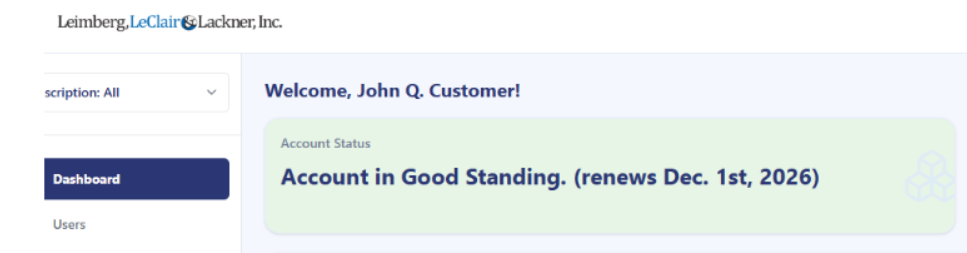 Leimberg,LeClair&Lackner, Inc.
scription: All
Welcome, John Q. Customer!
Account Status
Account in Good Standing. (renews Dec. 1st, 2026)
Dashboard
Users